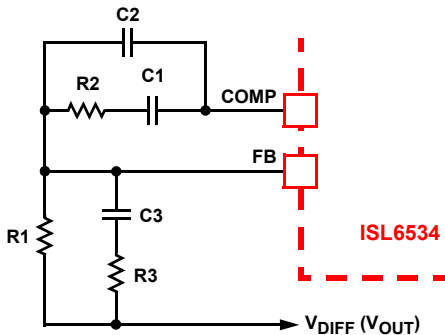 C2
R2
C1
COMP
FB
C3
R1
ISL6534
R3
VDIFF (VOUT)